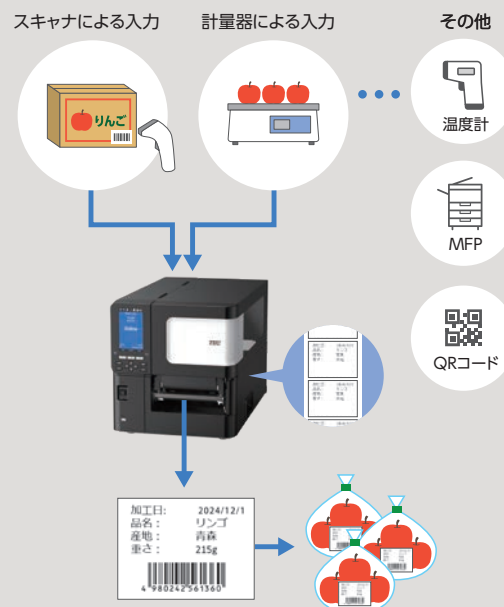 スキャナによる入力
計量器による入力
その他
りんご
温度計
MFP
QRコード
加工日: 2024/12/1
品名: リンゴ
産地: 青森
重さ: 215g
4 980242 561360